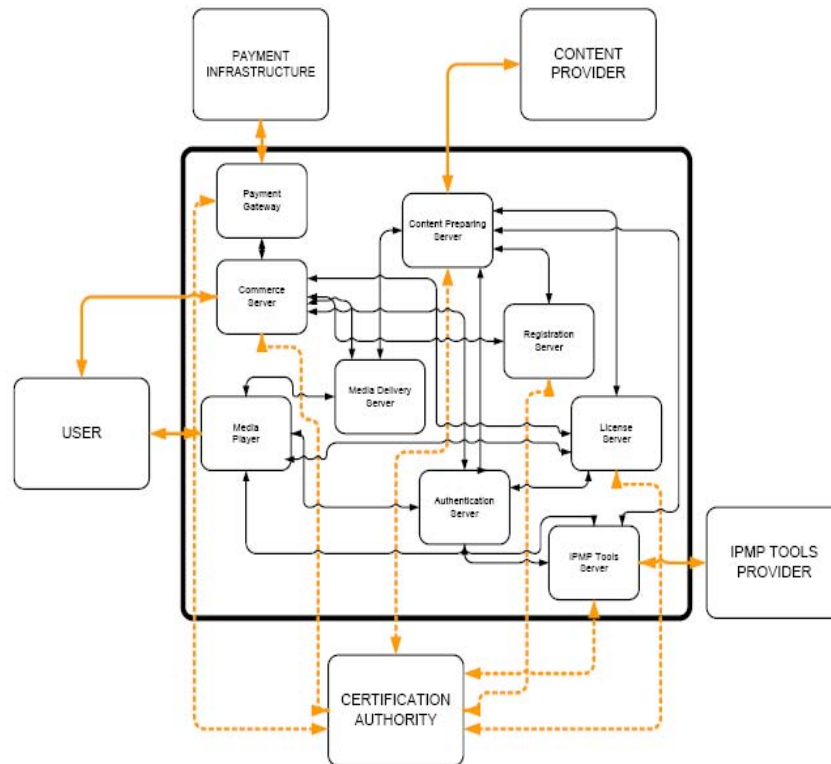 PAYMENT
INFRASTRUCTURE
CONTENT
PROVIDER
Payment
Gateway
Content Preparing
Server
Commerce
Server
Registration
Server
Media Delivery
Server
USER
Media
Player
License
Server
Authentication
Server
IPMP Tools
Server
IPMP TOOLS
PROVIDER
CERTIFICATION
AUTHORITY